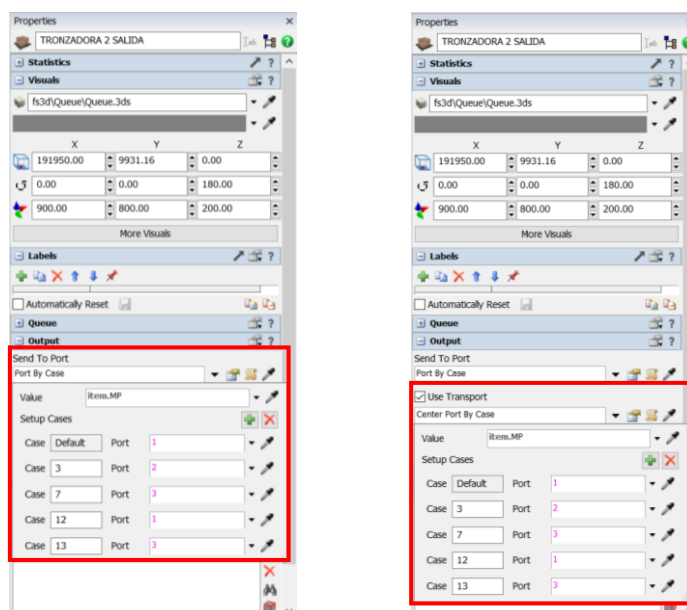 Properties
TRONZADORA 2 SALIDA
Statistics
?
Visuals
?
fs3d\Queue\Queue.3ds
X Y Z
191950.00 9931.16 0.00
0.00 0.00 180.00
900.00 800.00 200.00
More Visuals
Labels
?
Automatically Reset
Queue
?
Output
?
Send To Port
Port By Case
Value item.MP
Setup Cases
Case Default Port 1
Case 3 Port 2
Case 7 Port 3
Case 12 Port 1
Case 13 Port 3
Properties
TRONZADORA 2 SALIDA
Statistics
?
Visuals
?
fs3d\Queue\Queue.3ds
X Y Z
191950.00 9931.16 0.00
0.00 0.00 180.00
900.00 800.00 200.00
More Visuals
Labels
?
Automatically Reset
Queue
?
Output
?
Send To Port
Port By Case
Use Transport
Center Port By Case
Value item.MP
Setup Cases
Case Default Port 1
Case 3 Port 2
Case 7 Port 3
Case 12 Port 1
Case 13 Port 3